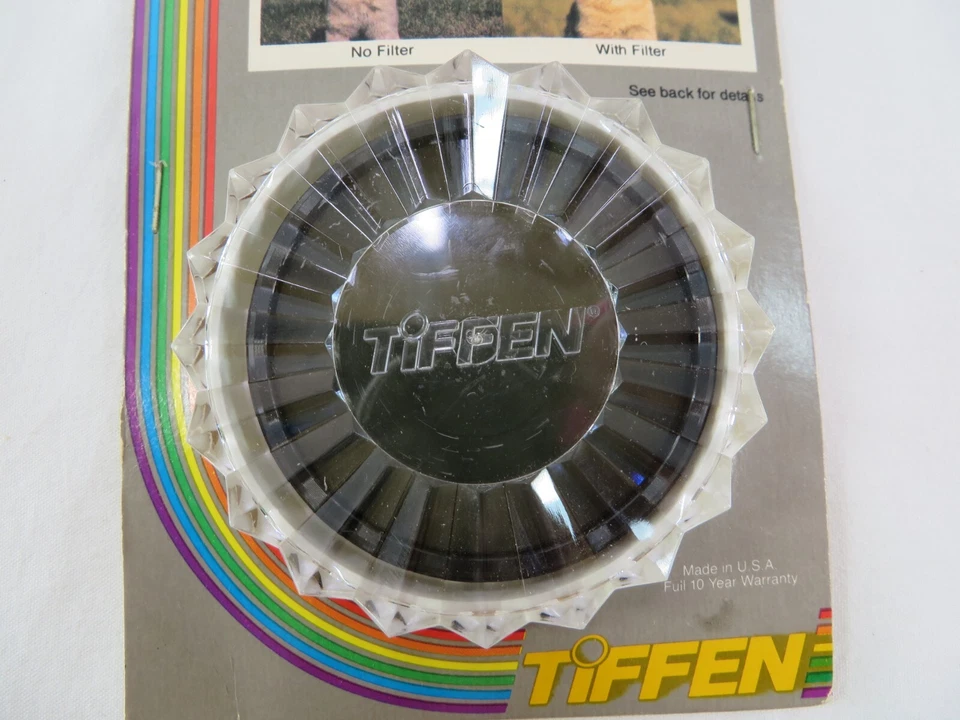 No Filter
With Filter
See back for details
TiFFEN®
Made in U.S.A.
Full 10 Year Warranty
TiFFEN